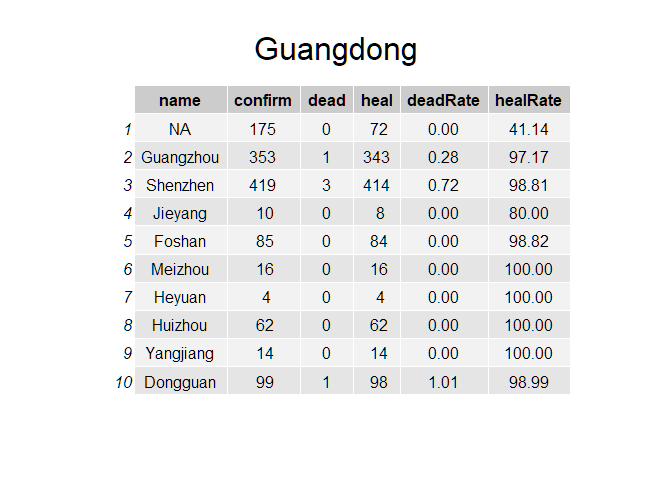 Guangdong
name confirm dead heal deadRate healRate
1 NA 175 0 72 0.00 41.14
2 Guangzhou 353 1 343 0.28 97.17
3 Shenzhen 419 3 414 0.72 98.81
4 Jieyang 10 0 8 0.00 80.00
5 Foshan 85 0 84 0.00 98.82
6 Meizhou 16 0 16 0.00 100.00
7 Heyuan 4 0 4 0.00 100.00
8 Huizhou 62 0 62 0.00 100.00
9 Yangjiang 14 0 14 0.00 100.00
10 Dongguan 99 1 98 1.01 98.99